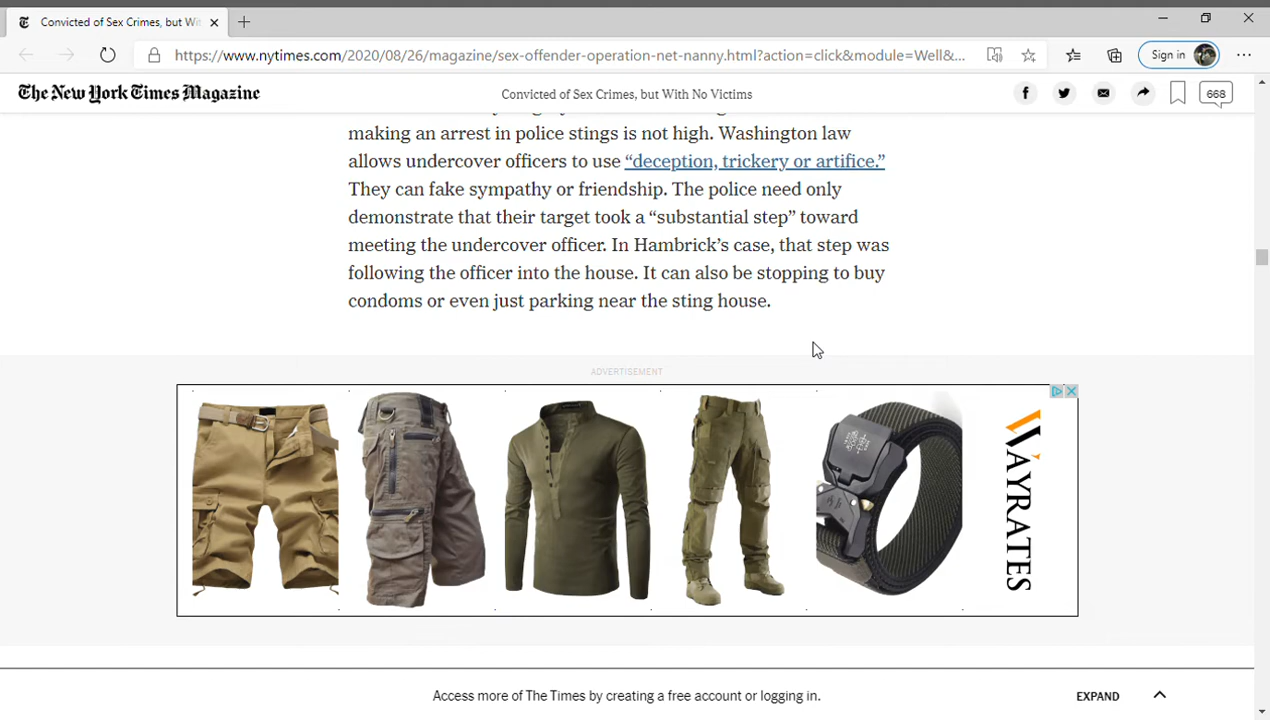 Convicted of Sex Crimes, but Wit
https://www.nytimes.com/2020/08/26/magazine/sex-offender-operation-net-nanny.html?action=click&module=Well&...
Sign in
The New York Times Magazine
Convicted of Sex Crimes, but With No Victims
668
making an arrest in police stings is not high. Washington law
allows undercover officers to use “deception, trickery or artifice.”
They can fake sympathy or friendship. The police need only
demonstrate that their target took a “substantial step” toward
meeting the undercover officer. In Hambrick’s case, that step was
following the officer into the house. It can also be stopping to buy
condoms or even just parking near the sting house.
ADVERTISEMENT
WAYRATES
Access more of The Times by creating a free account or logging in.
EXPAND